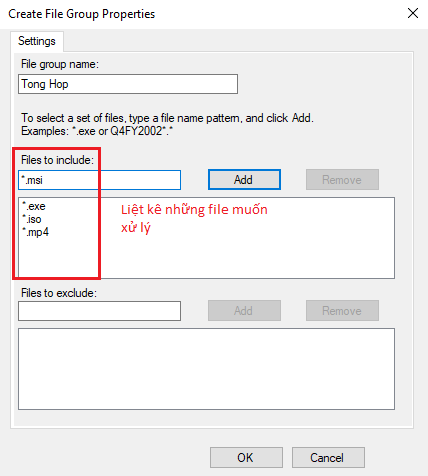 Create File Group Properties
Settings
File group name:
Tong Hop
To select a set of files, type a file name pattern, and click Add.
Examples: *.exe or Q4FY2002*.*
Files to include:
*.msi
Add
Remove
*.exe
*.iso
*.mp4
Liệt kê những file muốn
xử lý
Files to exclude:
Add
Remove
OK
Cancel